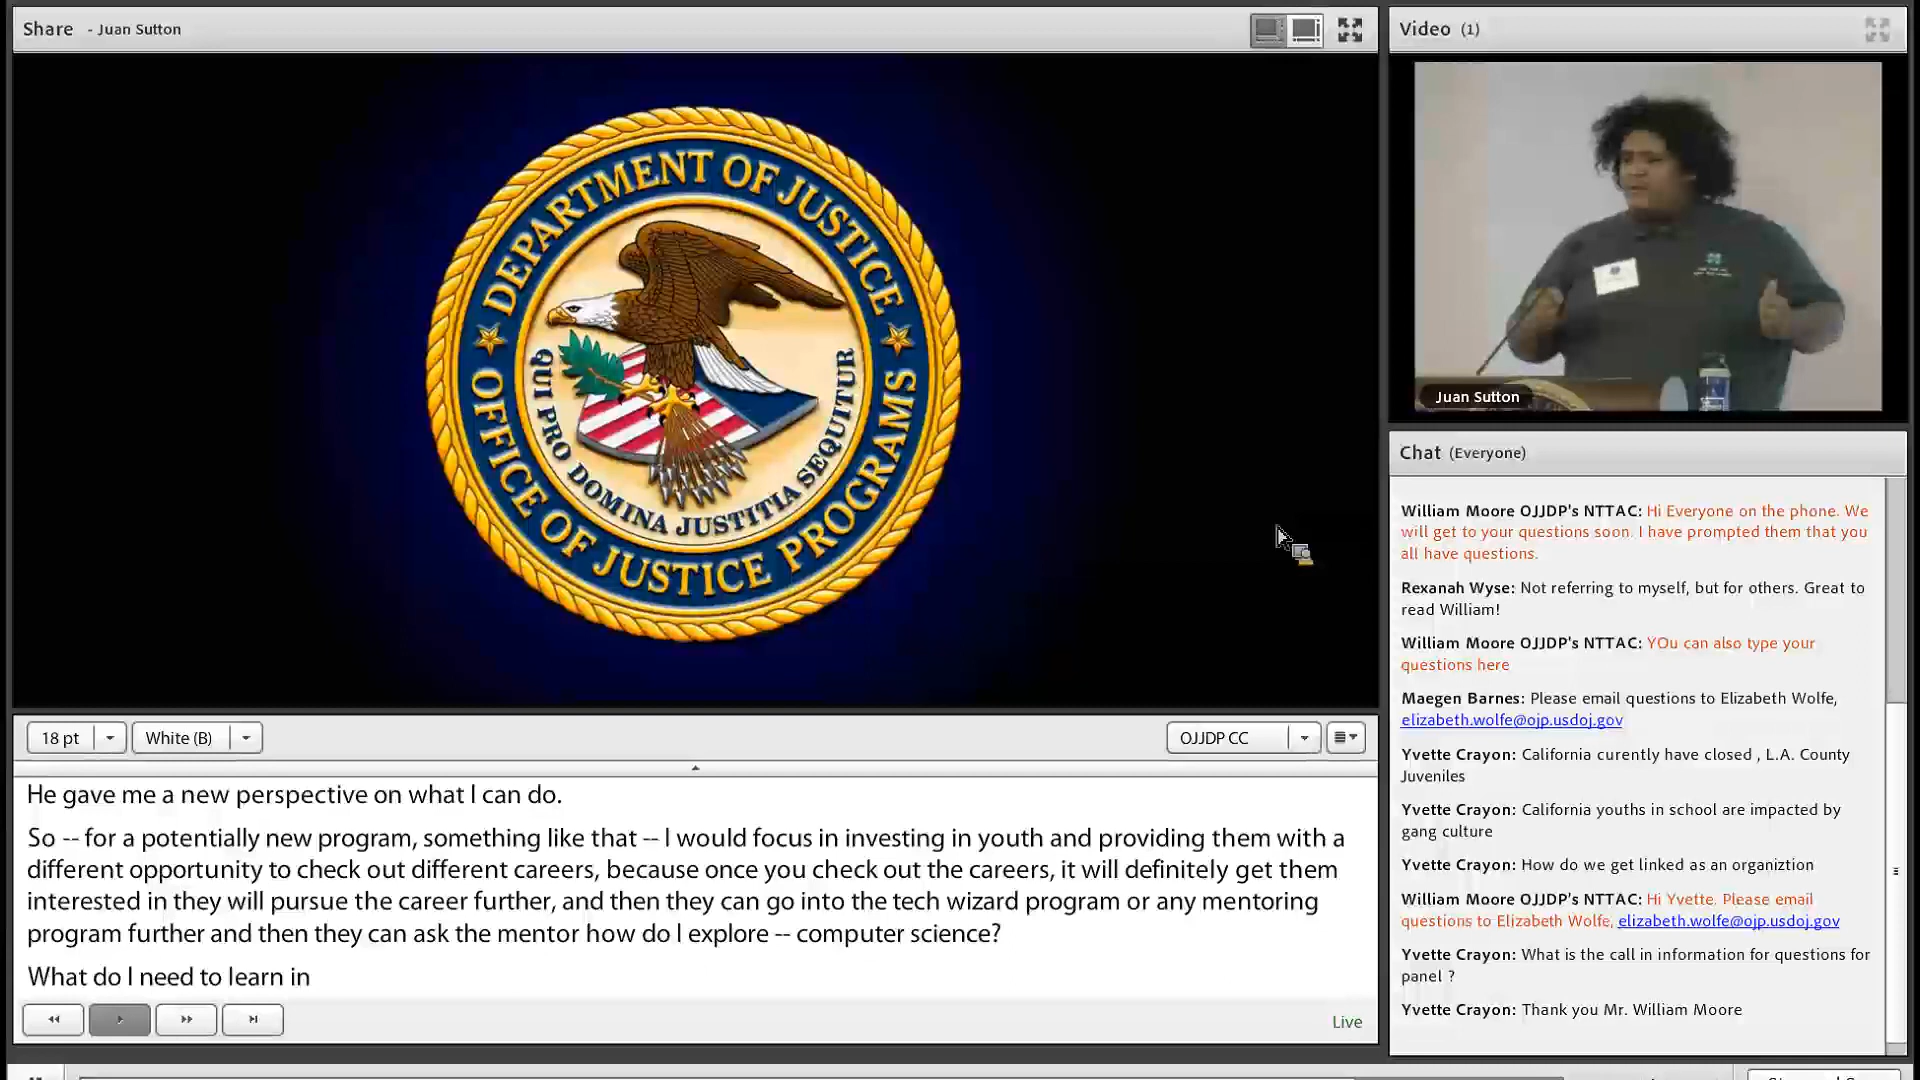 Share - Juan Sutton
DEPARTMENT OF JUSTICE
OFFICE OF JUSTICE PROGRAMS
QUI PRO DOMINA JUSTITIA SEQUITUR
18 pt
White (B)
OJJDP CC
He gave me a new perspective on what I can do.
So -- for a potentially new program, something like that -- I would focus in investing in youth and providing them with a
different opportunity to check out different careers, because once you check out the careers, it will definitely get them
interested in they will pursue the career further, and then they can go into the tech wizard program or any mentoring
program further and then they can ask the mentor how do I explore -- computer science?
What do I need to learn in
Live
Video (1)
Juan Sutton
Chat (Everyone)
William Moore OJJDP's NTTAC: Hi Everyone on the phone. We
will get to your questions soon. I have prompted them that you
all have questions.
Rexanah Wyse: Not referring to myself, but for others. Great to
read William!
William Moore OJJDP's NTTAC: YOu can also type your
questions here
Maegen Barnes: Please email questions to Elizabeth Wolfe,
elizabeth.wolfe@ojp.usdoj.gov
Yvette Crayon: California curently have closed , L.A. County
Juveniles
Yvette Crayon: California youths in school are impacted by
gang culture
Yvette Crayon: How do we get linked as an organiztion
William Moore OJJDP's NTTAC: Hi Yvette. Please email
questions to Elizabeth Wolfe, elizabeth.wolfe@ojp.usdoj.gov
Yvette Crayon: What is the call in information for questions for
panel ?
Yvette Crayon: Thank you Mr. William Moore